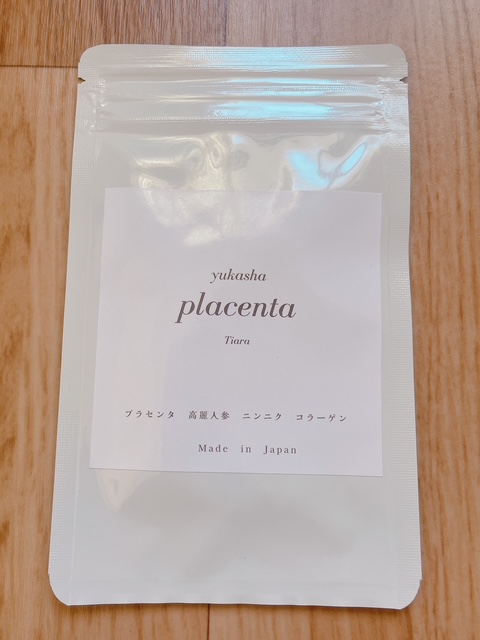 yukasha
placenta
Tiara
プラセンタ 高麗人参 ニンニク コラーゲン
Made in Japan